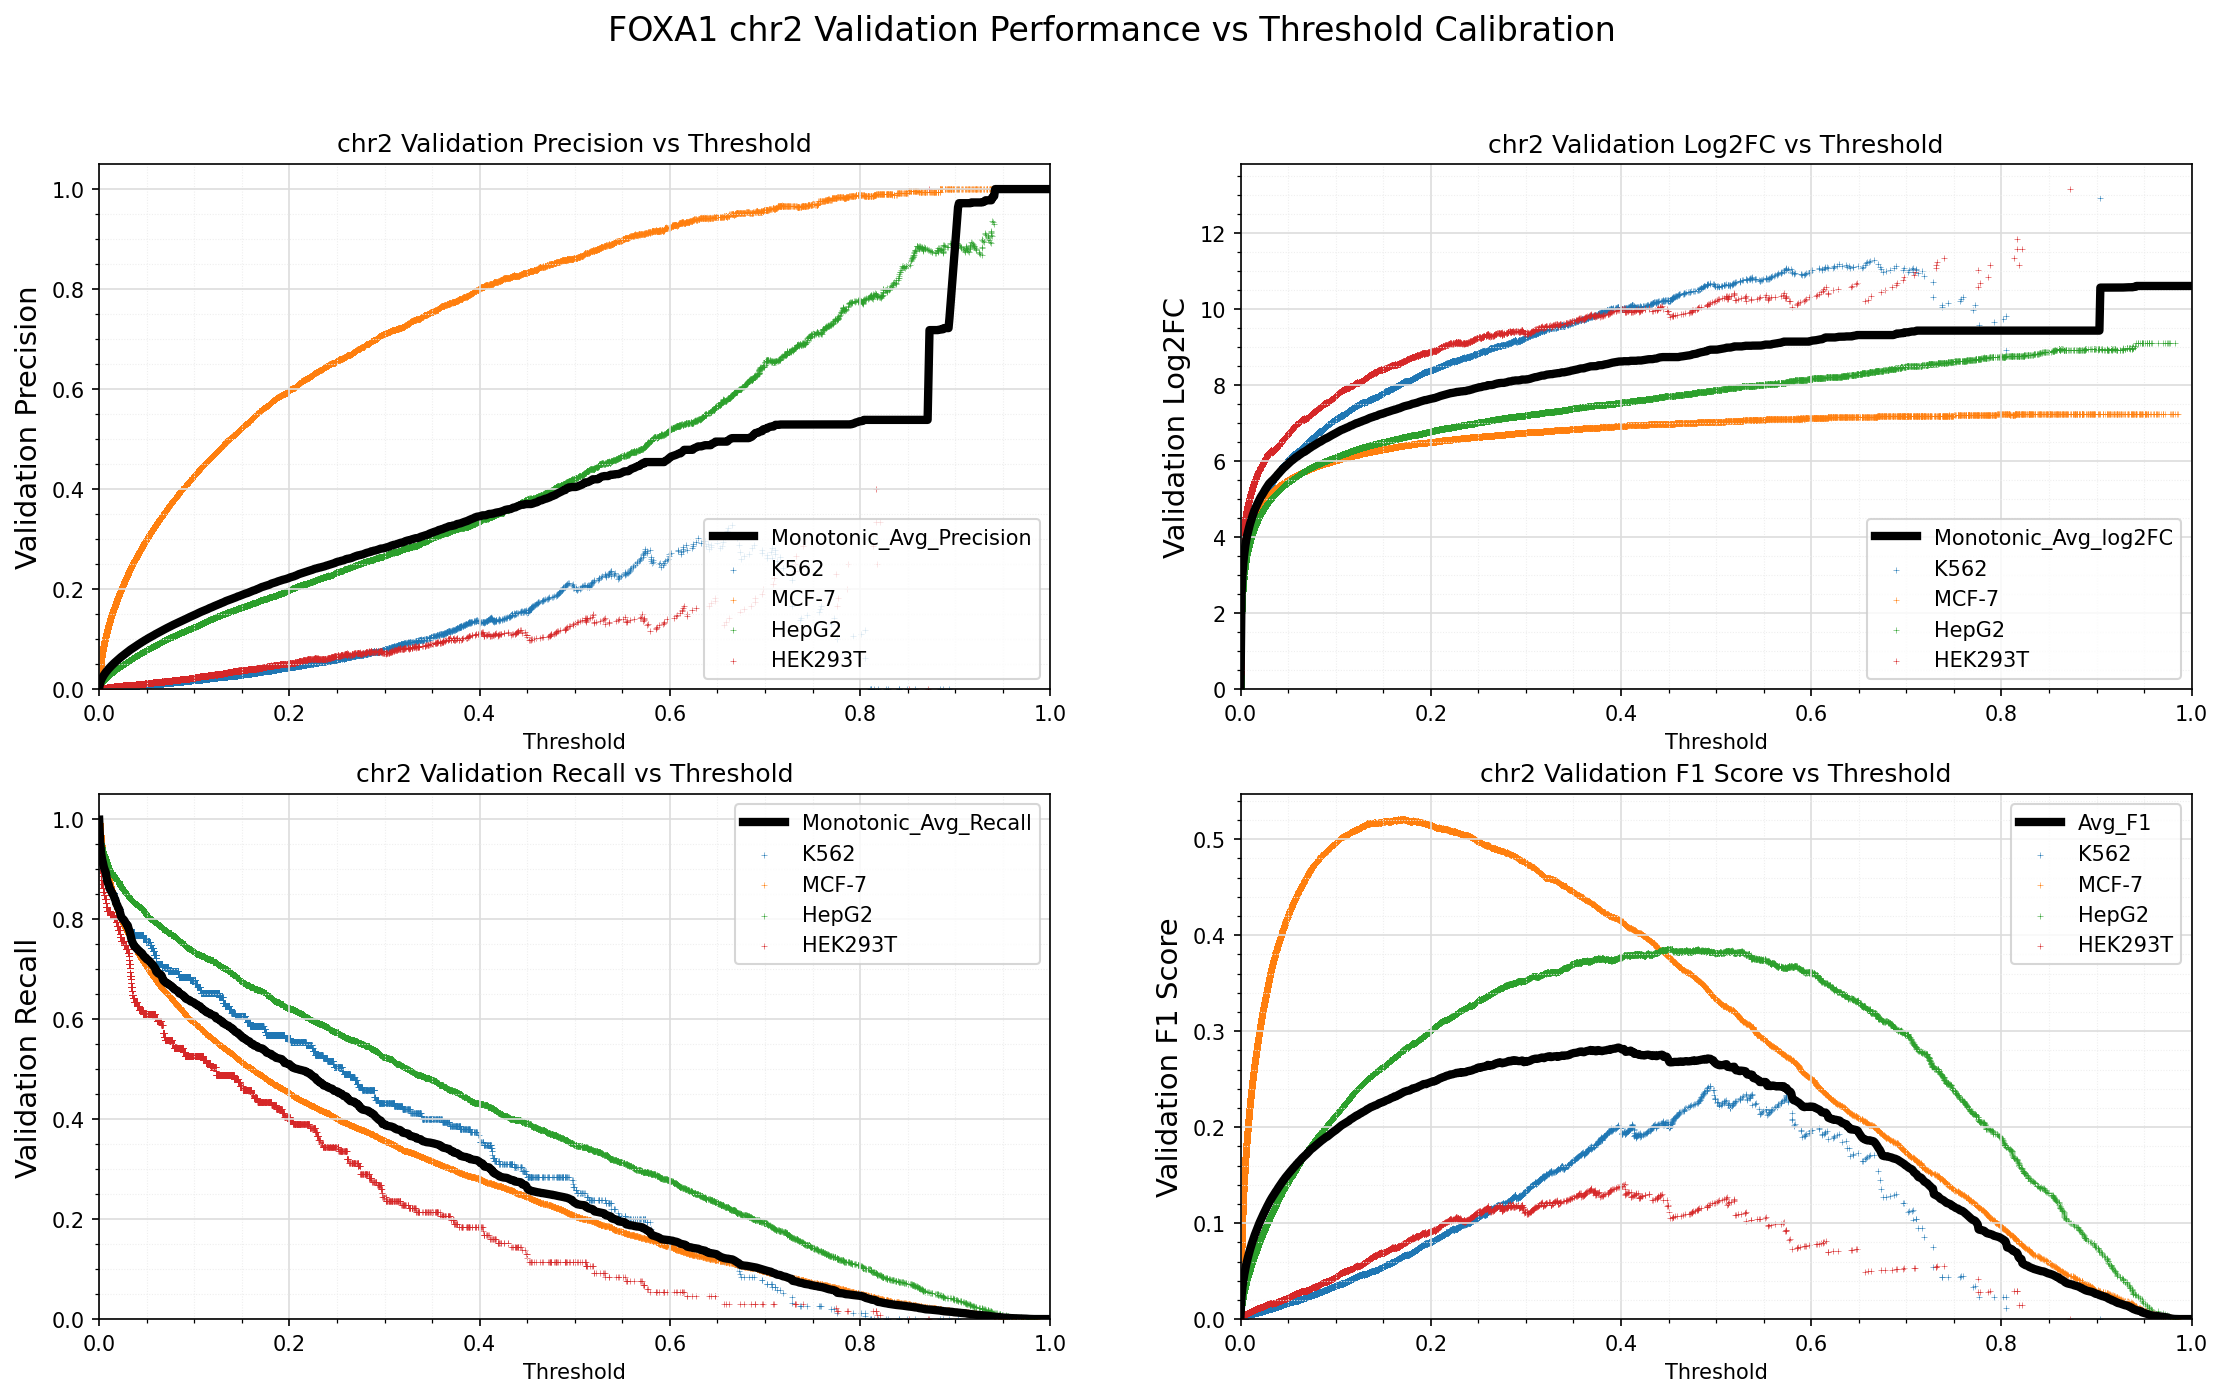 FOXA1 chr2 Validation Performance vs Threshold Calibration
chr2 Validation Precision vs Threshold
Validation Precision
1.0
0.8
0.6
0.4
0.2
0.0
0.0 0.2 0.4 0.6 0.8 1.0
Threshold
Monotonic_Avg_Precision
K562
MCF-7
HepG2
HEK293T
chr2 Validation Log2FC vs Threshold
Validation Log2FC
12
10
8
6
4
2
0
0.0 0.2 0.4 0.6 0.8 1.0
Threshold
Monotonic_Avg_log2FC
K562
MCF-7
HepG2
HEK293T
chr2 Validation Recall vs Threshold
Validation Recall
1.0
0.8
0.6
0.4
0.2
0.0
0.0 0.2 0.4 0.6 0.8 1.0
Threshold
Monotonic_Avg_Recall
K562
MCF-7
HepG2
HEK293T
chr2 Validation F1 Score vs Threshold
Validation F1 Score
0.5
0.4
0.3
0.2
0.1
0.0
0.0 0.2 0.4 0.6 0.8 1.0
Threshold
Avg_F1
K562
MCF-7
HepG2
HEK293T